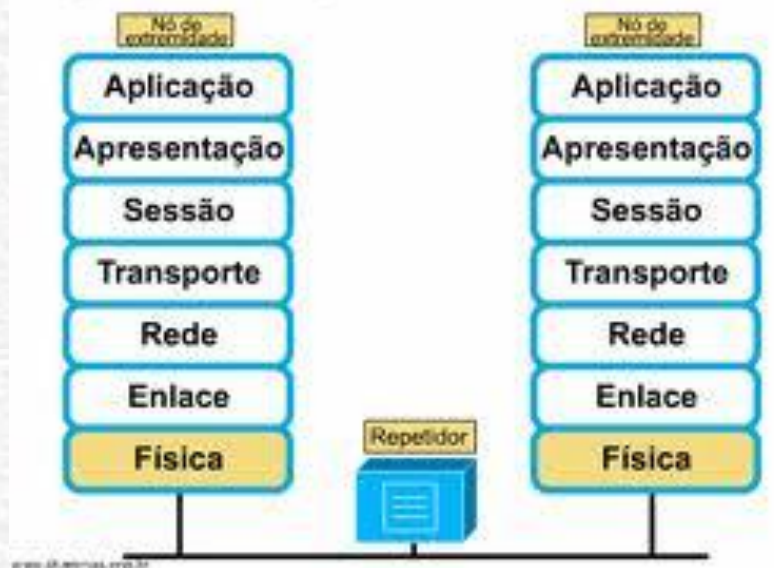 Nó de
extremidade
Aplicação
Apresentação
Sessão
Transporte
Rede
Enlace
Física
Nó de
extremidade
Aplicação
Apresentação
Sessão
Transporte
Rede
Enlace
Física
Repetidor